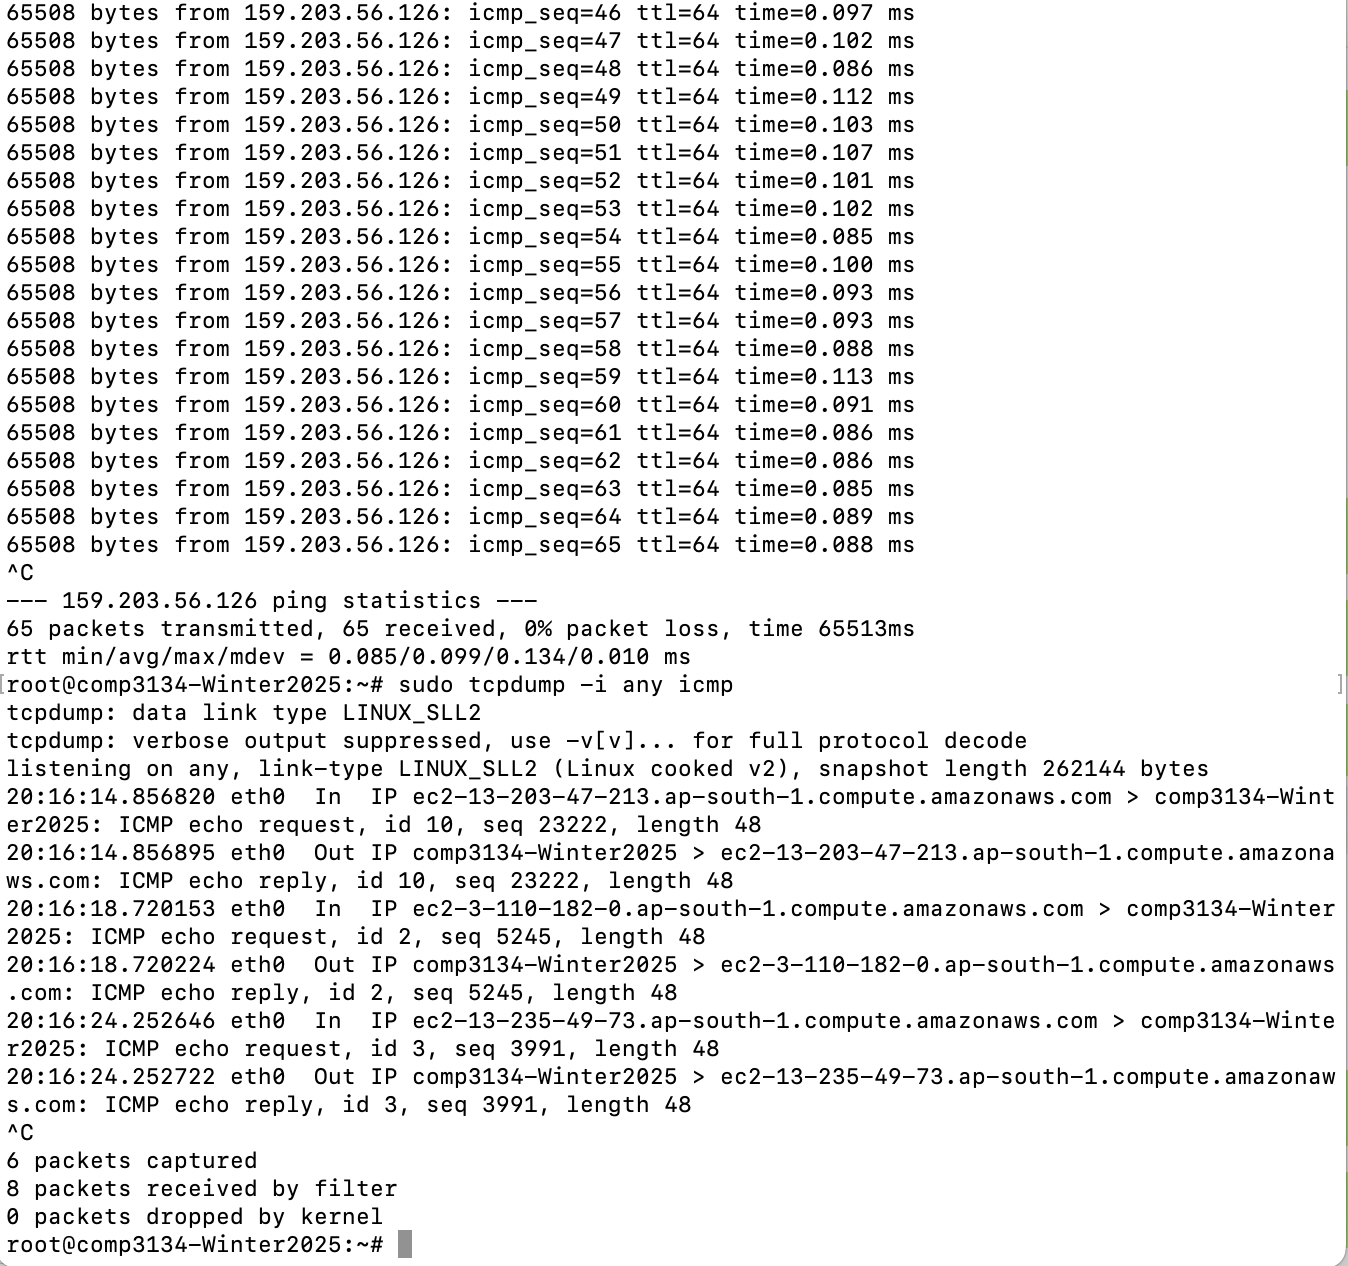 65508 bytes from 159.203.56.126: icmp_seq=46 ttl=64 time=0.097 ms
65508 bytes from 159.203.56.126: icmp_seq=47 ttl=64 time=0.102 ms
65508 bytes from 159.203.56.126: icmp_seq=48 ttl=64 time=0.086 ms
65508 bytes from 159.203.56.126: icmp_seq=49 ttl=64 time=0.112 ms
65508 bytes from 159.203.56.126: icmp_seq=50 ttl=64 time=0.103 ms
65508 bytes from 159.203.56.126: icmp_seq=51 ttl=64 time=0.107 ms
65508 bytes from 159.203.56.126: icmp_seq=52 ttl=64 time=0.101 ms
65508 bytes from 159.203.56.126: icmp_seq=53 ttl=64 time=0.102 ms
65508 bytes from 159.203.56.126: icmp_seq=54 ttl=64 time=0.085 ms
65508 bytes from 159.203.56.126: icmp_seq=55 ttl=64 time=0.100 ms
65508 bytes from 159.203.56.126: icmp_seq=56 ttl=64 time=0.093 ms
65508 bytes from 159.203.56.126: icmp_seq=57 ttl=64 time=0.093 ms
65508 bytes from 159.203.56.126: icmp_seq=58 ttl=64 time=0.088 ms
65508 bytes from 159.203.56.126: icmp_seq=59 ttl=64 time=0.113 ms
65508 bytes from 159.203.56.126: icmp_seq=60 ttl=64 time=0.091 ms
65508 bytes from 159.203.56.126: icmp_seq=61 ttl=64 time=0.086 ms
65508 bytes from 159.203.56.126: icmp_seq=62 ttl=64 time=0.086 ms
65508 bytes from 159.203.56.126: icmp_seq=63 ttl=64 time=0.085 ms
65508 bytes from 159.203.56.126: icmp_seq=64 ttl=64 time=0.089 ms
65508 bytes from 159.203.56.126: icmp_seq=65 ttl=64 time=0.088 ms
^C
--- 159.203.56.126 ping statistics ---
65 packets transmitted, 65 received, 0% packet loss, time 65513ms
rtt min/avg/max/mdev = 0.085/0.099/0.134/0.010 ms
[root@comp3134-Winter2025:~# sudo tcpdump -i any icmp ]
tcpdump: data link type LINUX_SLL2
tcpdump: verbose output suppressed, use -v[v]... for full protocol decode
listening on any, link-type LINUX_SLL2 (Linux cooked v2), snapshot length 262144 bytes
20:16:14.856820 eth0  In  IP ec2-13-203-47-213.ap-south-1.compute.amazonaws.com > comp3134-Wint
er2025: ICMP echo request, id 10, seq 23222, length 48
20:16:14.856895 eth0  Out IP comp3134-Winter2025 > ec2-13-203-47-213.ap-south-1.compute.amazona
ws.com: ICMP echo reply, id 10, seq 23222, length 48
20:16:18.720153 eth0  In  IP ec2-3-110-182-0.ap-south-1.compute.amazonaws.com > comp3134-Winter
2025: ICMP echo request, id 2, seq 5245, length 48
20:16:18.720224 eth0  Out IP comp3134-Winter2025 > ec2-3-110-182-0.ap-south-1.compute.amazonaws
.com: ICMP echo reply, id 2, seq 5245, length 48
20:16:24.252646 eth0  In  IP ec2-13-235-49-73.ap-south-1.compute.amazonaws.com > comp3134-Winte
r2025: ICMP echo request, id 3, seq 3991, length 48
20:16:24.252722 eth0  Out IP comp3134-Winter2025 > ec2-13-235-49-73.ap-south-1.compute.amazonaw
s.com: ICMP echo reply, id 3, seq 3991, length 48
^C
6 packets captured
8 packets received by filter
0 packets dropped by kernel
root@comp3134-Winter2025:~#